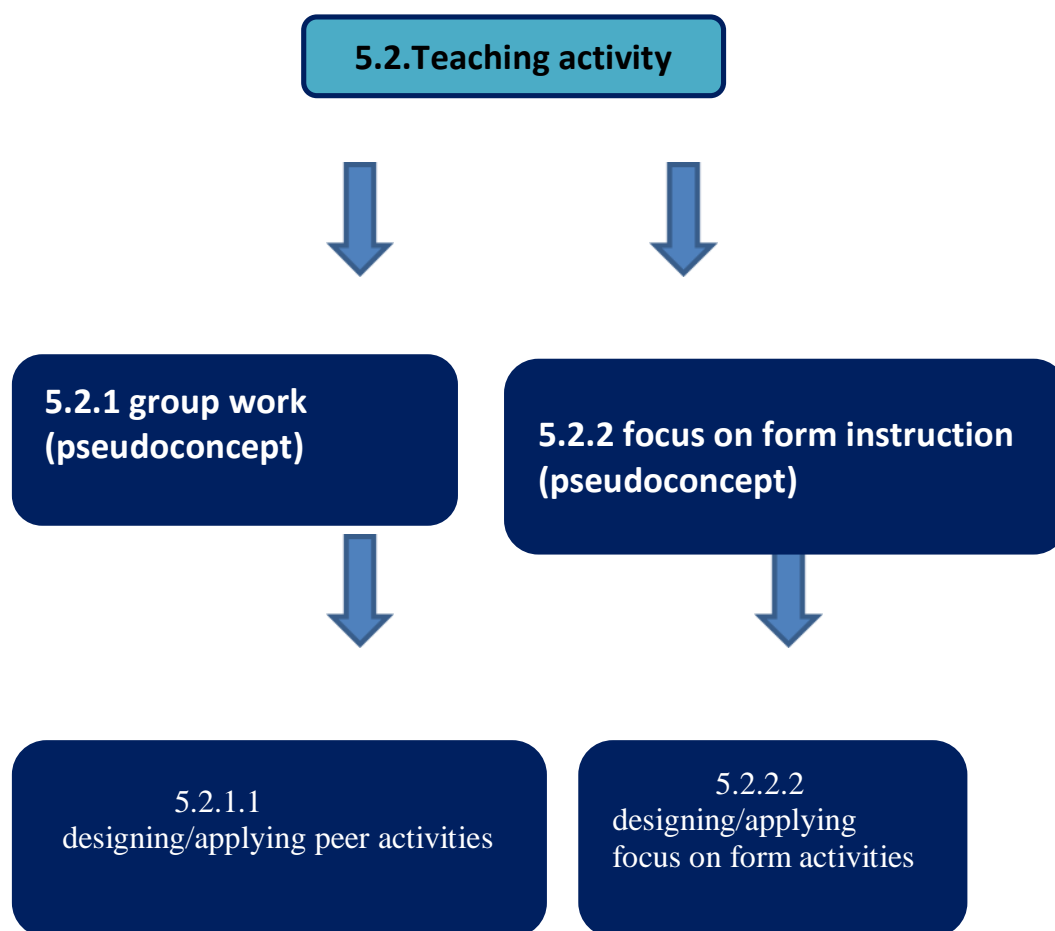 5.2.Teaching activity
5.2.1 group work
(pseudoconcept)
5.2.2 focus on form instruction
(pseudoconcept)
5.2.1.1
designing/applying peer activities
5.2.2.2
designing/applying
focus on form activities